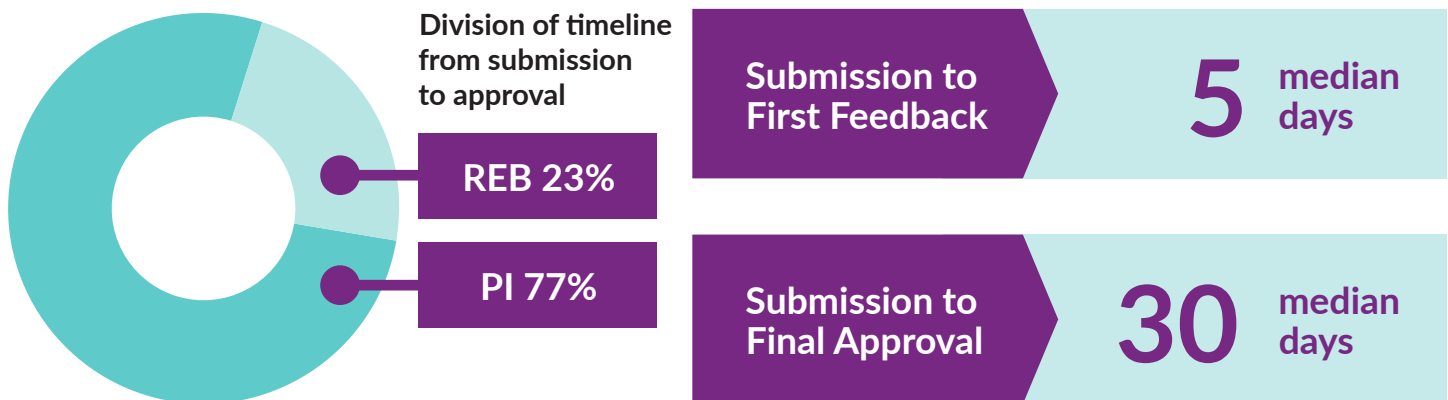 Division of timeline
from submission
to approval
REB 23%
PI 77%
Submission to
First Feedback
5
median
days
Submission to
Final Approval
30
median
days